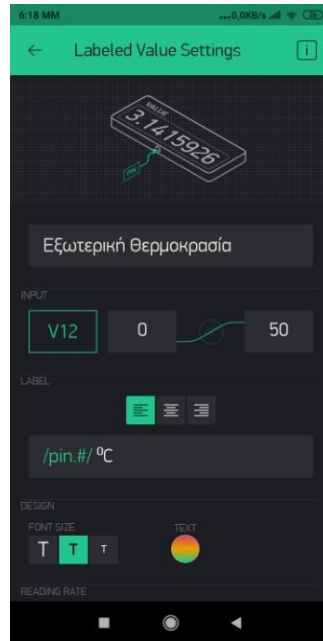 6:18 MM ...0,0KB/s 26
Labeled Value Settings i
VALUE
3.1415926
PIN
Εξωτερική Θερμοκρασία
INPUT
V12 0 50
LABEL
/pin.#/ ⁰C
DESIGN
FONT SIZE TEXT
T T T
READING RATE